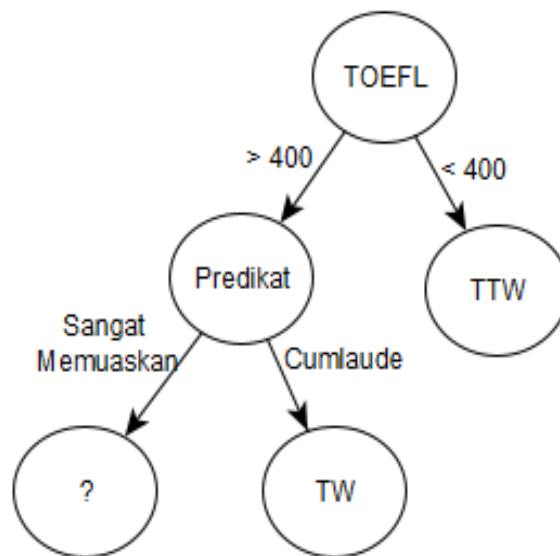 TOEFL
> 400
< 400
Predikat
TTW
Sangat
Memuaskan
Cumlaude
?
TW